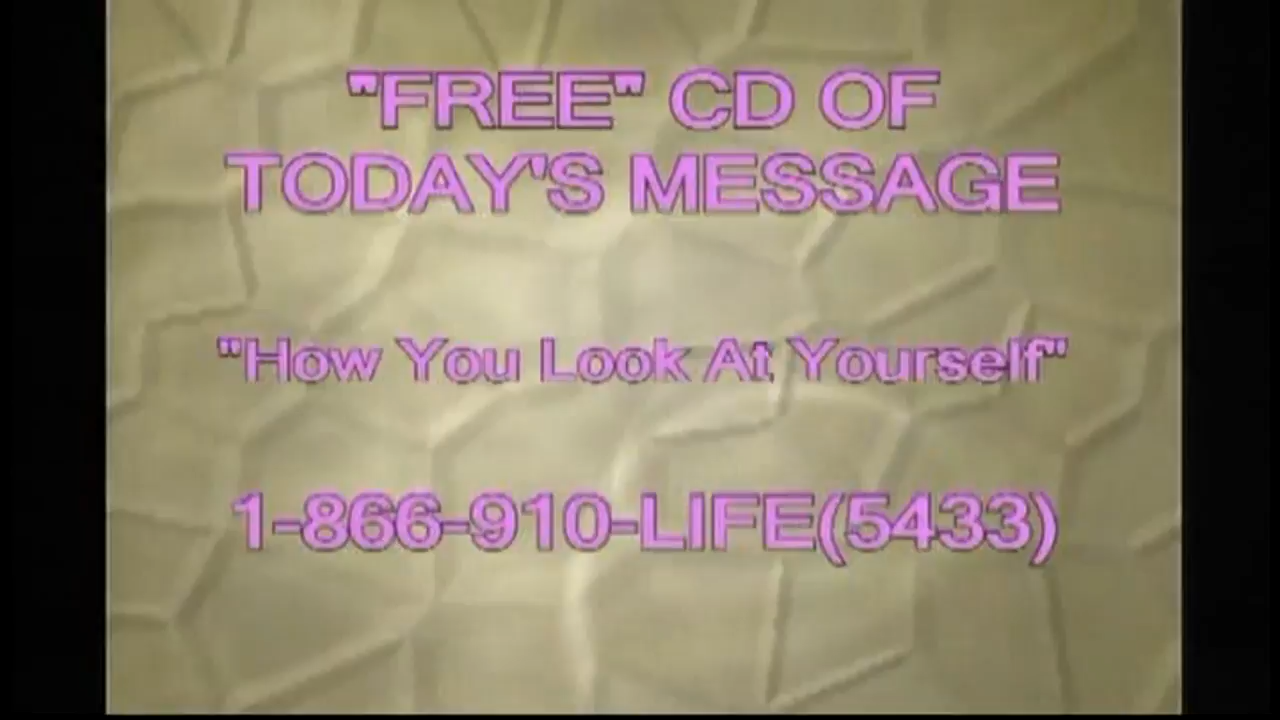 "FREE" CD OF
TODAY'S MESSAGE
"How You Look At Yourself"
1-866-910-LIFE(5433)